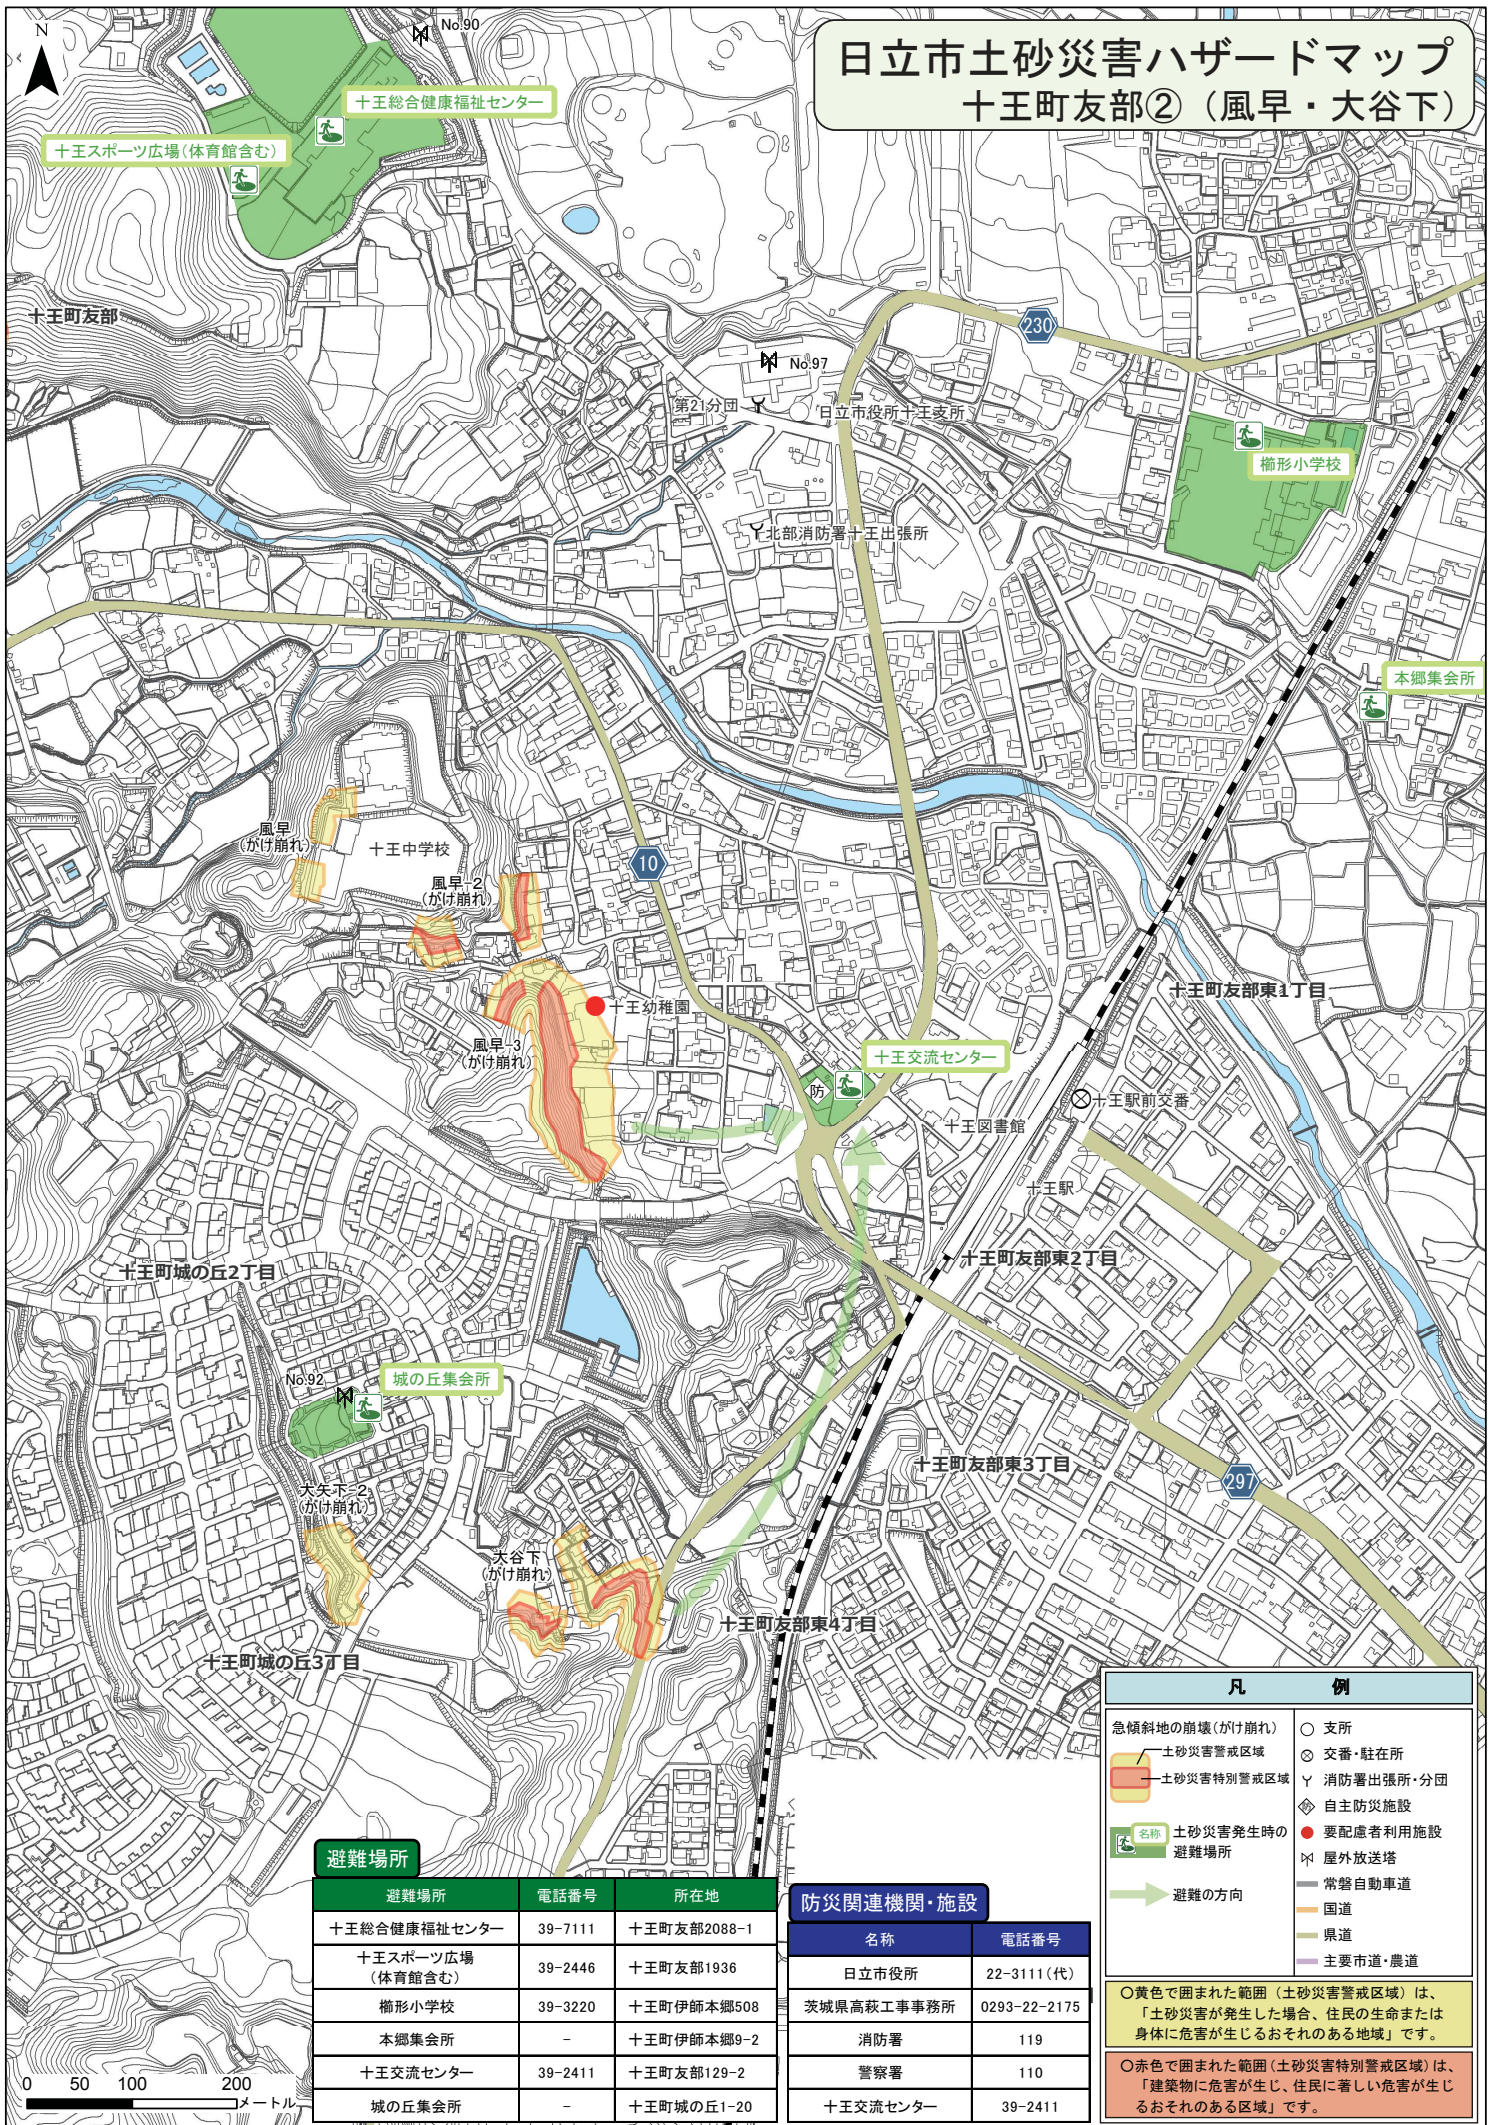 日立市土砂災害ハザードマップ
十王町友部②（風早・大谷下）
N
No.90
十王総合健康福祉センター
十王スポーツ広場(体育館含む)
十王町友部
230
No.97
第21分団
日立市役所十王支所
櫛形小学校
北部消防署十王出張所
本郷集会所
風早
(がけ崩れ)
十王中学校
10
風早-2
(がけ崩れ)
十王町友部東1丁目
十王幼稚園
風早-3
(がけ崩れ)
十王交流センター
防
十王駅前交番
十王図書館
十王駅
十王町友部東2丁目
十王町城の丘2丁目
No.92
城の丘集会所
十王町友部東3丁目
297
大矢下-2
(がけ崩れ)
大谷下
(がけ崩れ)
十王町友部東4丁目
十王町城の丘3丁目
凡　例
急傾斜地の崩壊(がけ崩れ)
土砂災害警戒区域
土砂災害特別警戒区域
名称
土砂災害発生時の
避難場所
避難の方向
支所
交番・駐在所
消防署出張所・分団
防 自主防災施設
要配慮者利用施設
屋外放送塔
常磐自動車道
国道
県道
主要市道・農道
○黄色で囲まれた範囲（土砂災害警戒区域）は、
「土砂災害が発生した場合、住民の生命または
身体に危害が生じるおそれのある地域」です。
○赤色で囲まれた範囲(土砂災害特別警戒区域)は、
「建築物に危害が生じ、住民に著しい危害が生じ
るおそれのある区域」です。
避難場所
避難場所 電話番号 所在地
十王総合健康福祉センター 39-7111 十王町友部2088-1
十王スポーツ広場
(体育館含む) 39-2446 十王町友部1936
櫛形小学校 39-3220 十王町伊師本郷508
本郷集会所 - 十王町伊師本郷9-2
十王交流センター 39-2411 十王町友部129-2
城の丘集会所 - 十王町城の丘1-20
防災関連機関・施設
名称 電話番号
日立市役所 22-3111(代)
茨城県高萩工事事務所 0293-22-2175
消防署 119
警察署 110
十王交流センター 39-2411
0 50 100 200
メートル